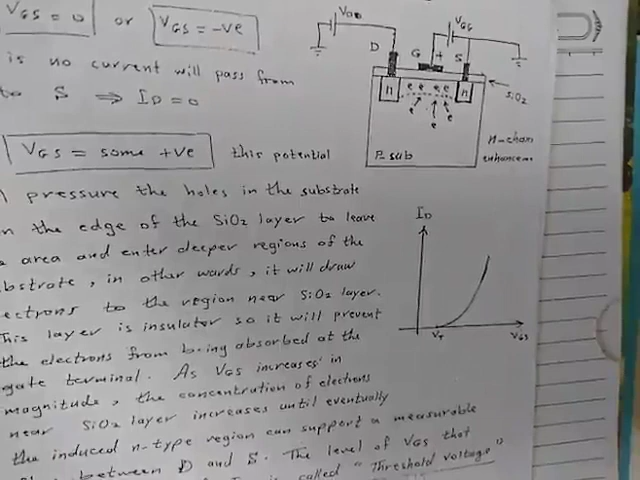 VGS = 0 or VGS = -ve
is no current will pass from
to S ⇒ ID = 0
VGS = some +ve this potential
pressure the holes in the substrate
the edge of the SiO2 layer to leave
area and enter deeper regions of the
bstrate, in other words, it will draw
ectrons to the region near SiO2 layer.
This layer is insulator so it will prevent
the electrons from being absorbed at the
gate terminal. As VGS increases in
magnitude, the concentration of electrons
near SiO2 layer increases until eventually
the induced n-type region can support a measurable
between D and S. The level of VGS that
called "Threshold voltage"
VDD
VGS
D G + S
n e e e e n
e e e
SiO2
P-sub
n-chan
enhancem
ID
VT VGS